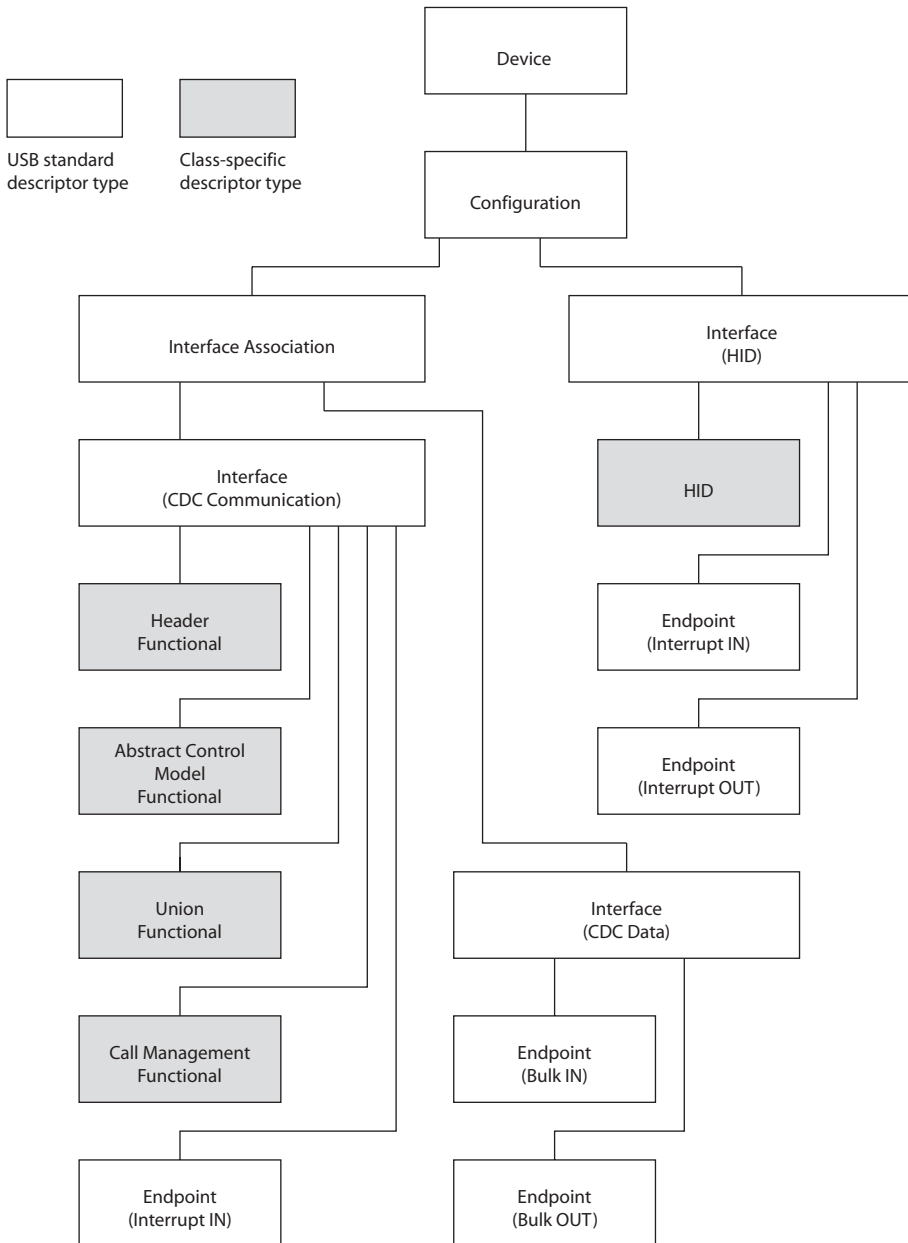 Device
USB standard
descriptor type
Class-specific
descriptor type
Configuration
Interface Association
Interface
(HID)
Interface
(CDC Communication)
HID
Header
Functional
Endpoint
(Interrupt IN)
Abstract Control
Model
Functional
Endpoint
(Interrupt OUT)
Union
Functional
Interface
(CDC Data)
Call Management
Functional
Endpoint
(Bulk IN)
Endpoint
(Interrupt IN)
Endpoint
(Bulk OUT)